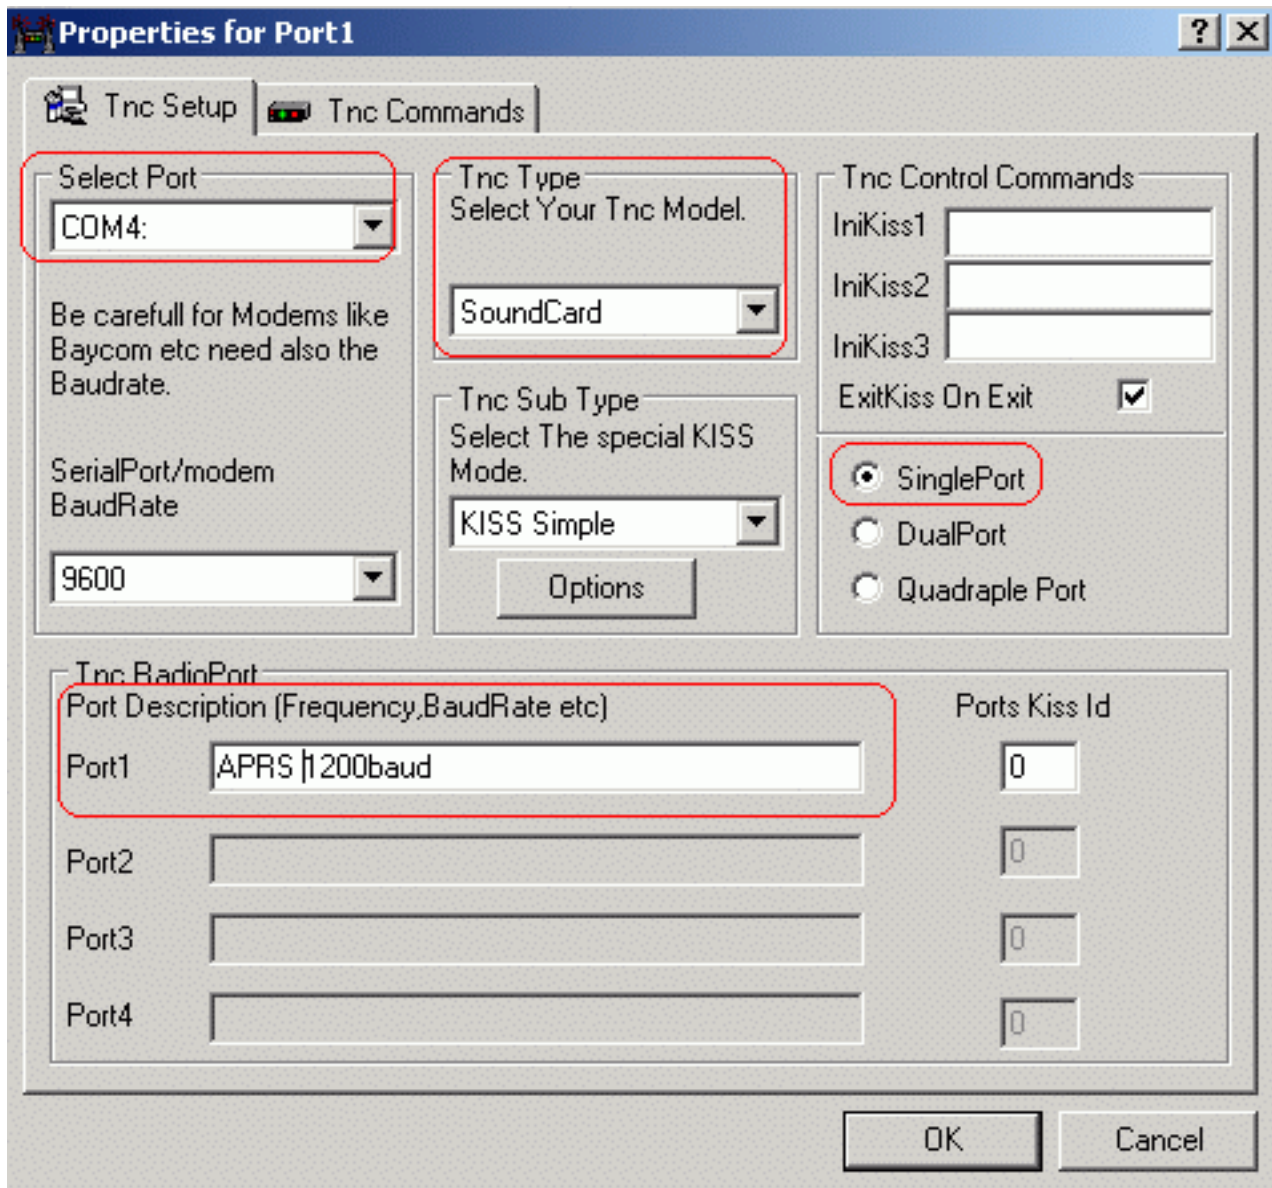 Properties for Port1
Tnc Setup
Tnc Commands
Select Port
COM4:
Be carefull for Modems like
Baycom etc need also the
Baudrate.
SerialPort/modem
BaudRate
9600
Tnc Type
Select Your Tnc Model.
SoundCard
Tnc Sub Type
Select The special KISS
Mode.
KISS Simple
Options
Tnc Control Commands
IniKiss1
IniKiss2
IniKiss3
ExitKiss On Exit
SinglePort
DualPort
Quadraple Port
Tnc RadioPort
Port Description (Frequency,BaudRate etc)
Ports Kiss Id
Port1 APRS 1200baud 0
Port2 0
Port3 0
Port4 0
OK
Cancel